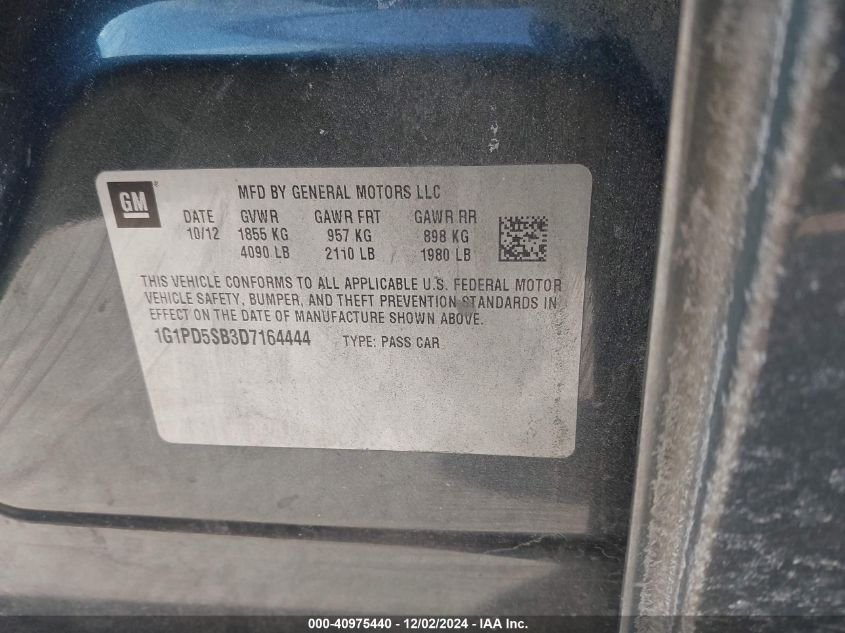 GM
MFD BY GENERAL MOTORS LLC
DATE GVWR GAWR FRT GAWR RR
10/12 1855 KG 957 KG 898 KG
4090 LB 2110 LB 1980 LB
THIS VEHICLE CONFORMS TO ALL APPLICABLE U.S. FEDERAL MOTOR
VEHICLE SAFETY, BUMPER, AND THEFT PREVENTION STANDARDS IN
EFFECT ON THE DATE OF MANUFACTURE SHOWN ABOVE.
1G1PD5SB3D7164444 TYPE: PASS CAR
000-40975440 - 12/02/2024 - IAA Inc.